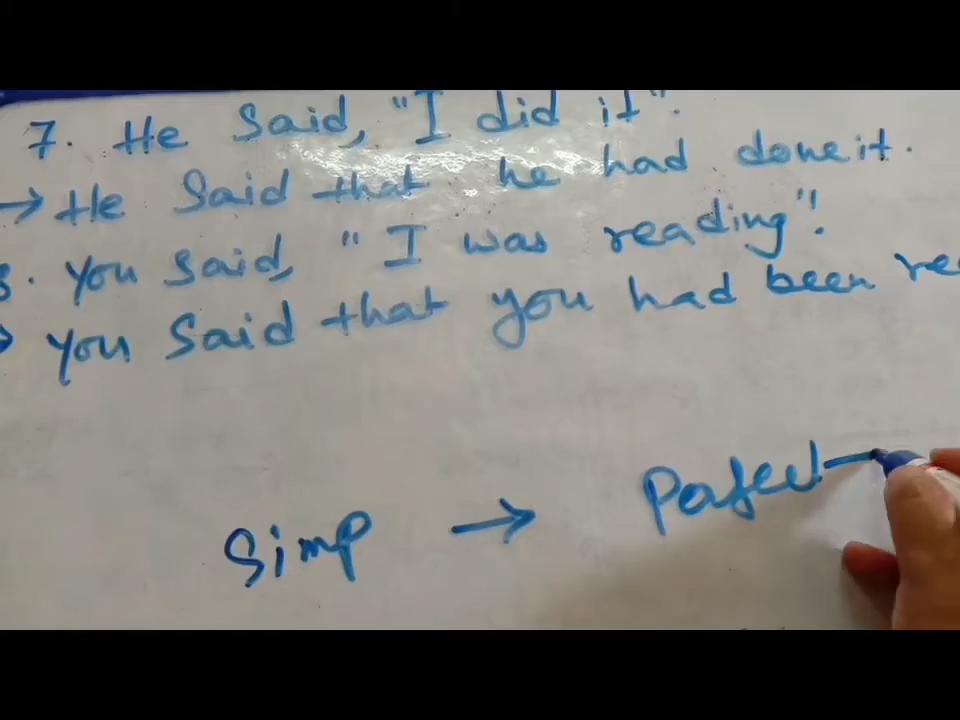 7. He Said, "I did it".
→ He Said that he had done it.
8. You Said, "I was reading".
→ You Said that you had been rea
Simp → Pafect